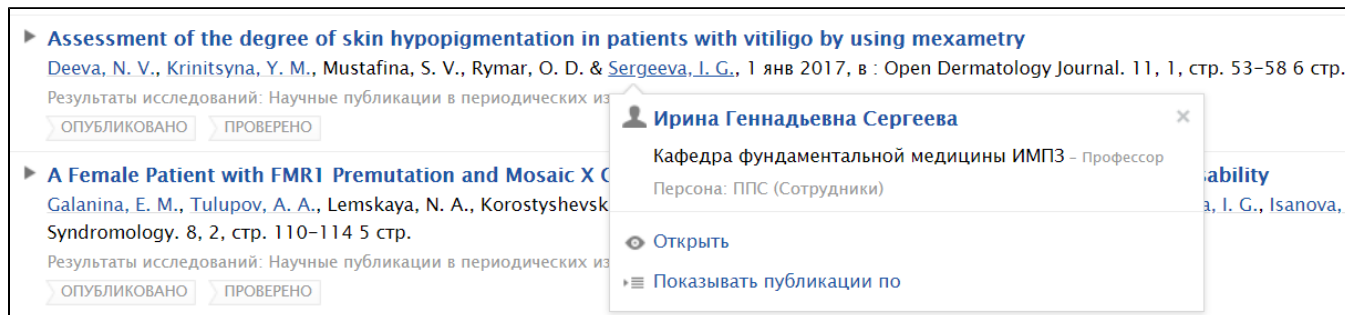 Assessment of the degree of skin hypopigmentation in patients with vitiligo by using mexametry
Deeva, N. V., Krinitsyna, Y. M., Mustafina, S. V., Rymar, O. D. & Sergeeva, I. G., 1 янв 2017, в : Open Dermatology Journal. 11, 1, стр. 53–58 6 стр.
Результаты исследований: Научные публикации в периодических из
ОПУБЛИКОВАНО ПРОВЕРЕНО
Ирина Геннадьевна Сергеева
Кафедра фундаментальной медицины ИМПЗ – Профессор
Персона: ППС (Сотрудники)
Открыть
Показывать публикации по
A Female Patient with FMR1 Premutation and Mosaic X C sability
Galanina, E. M., Tulupov, A. A., Lemskaya, N. A., Korostyshevsk a, I. G., Isanova,
Syndromology. 8, 2, стр. 110–114 5 стр.
Результаты исследований: Научные публикации в периодических из
ОПУБЛИКОВАНО ПРОВЕРЕНО